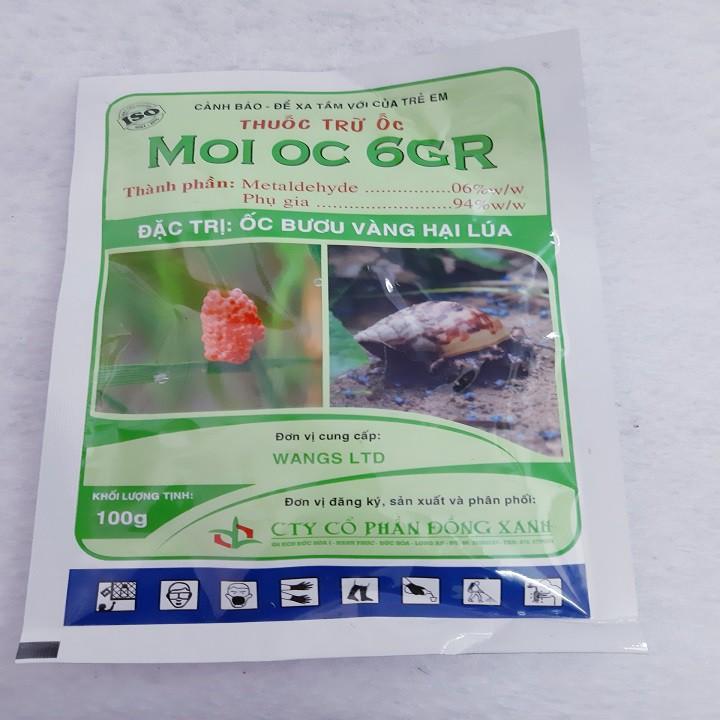 CẢNH BÁO - ĐỂ XA TẦM VỚI CỦA TRẺ EM
ISO
THUỐC TRỪ ỐC
MOI OC 6GR
Thành phần: Metaldehyde ................06%w/w
Phụ gia .........................94%w/w
ĐẶC TRỊ: ỐC BƯƠU VÀNG HẠI LÚA
Đơn vị cung cấp:
WANGS LTD
KHỐI LƯỢNG TỊNH:
100g
Đơn vị đăng ký, sản xuất và phân phối:
CTY CỔ PHẦN ĐỒNG XANH